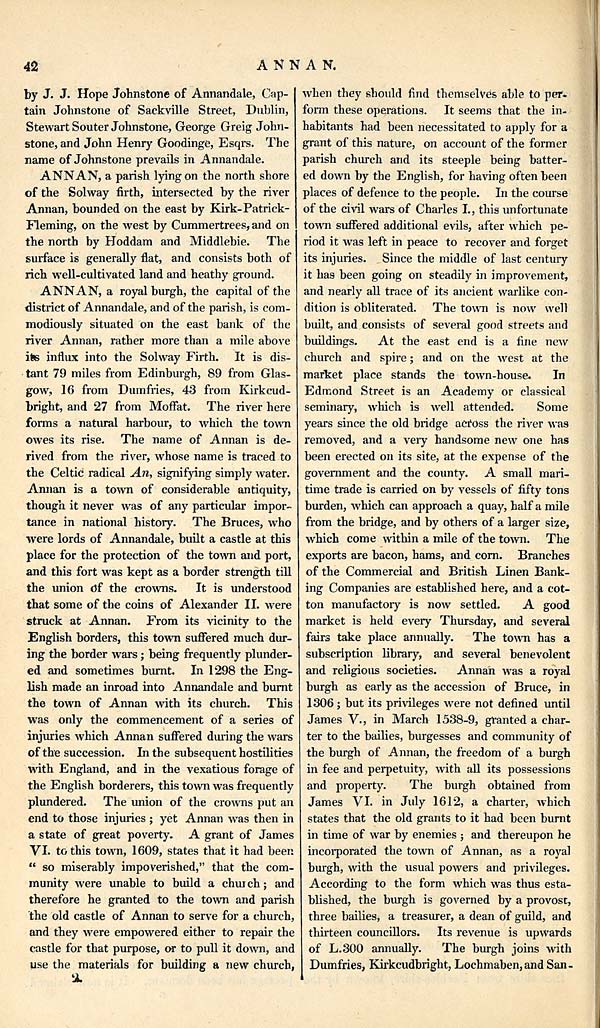 42
ANNAN.
by J. J. Hope Johnstone of Annandale, Cap-
tain Johnstone of Sackville Street, Dublin,
Stewart Souter Johnstone, George Greig John-
stone, and John Henry Goodinge, Esqrs. The
name of Johnstone prevails in Annandale.
ANNAN, a parish lying on the north shore
of the Solway firth, intersected by the river
Annan, bounded on the east by Kirk-Patrick-
Fleming, on the west by Cummertrees, and on
the north by Hoddam and Middlebie. The
surface is generally flat, and consists both of
rich well-cultivated land and heathy ground.
ANNAN, a royal burgh, the capital of the
district of Annandale, and of the parish, is com-
modiously situated on the east bank of the
river Annan, rather more than a mile above
its influx into the Solway Firth. It is dis-
tant 79 miles from Edinburgh, 89 from Glas-
gow, 16 from Dumfries, 43 from Kirkcud-
bright, and 27 from Moffat. The river here
forms a natural harbour, to which the town
owes its rise. The name of Annan is de-
rived from the river, whose name is traced to
the Celtic radical An, signifying simply water.
Annan is a town of considerable antiquity,
though it never was of any particular impor-
tance in national history. The Bruces, who
were lords of Annandale, built a castle at this
place for the protection of the town and port,
and this fort was kept as a border strength till
the union of the crowns. It is understood
that some of the coins of Alexander II. were
struck at Annan. From its vicinity to the
English borders, this town suffered much dur-
ing the border wars; being frequently plunder-
ed and sometimes burnt. In 1298 the Eng-
lish made an inroad into Annandale and burnt
the town of Annan with its church. This
was only the commencement of a series of
injuries which Annan suffered during the wars
of the succession. In the subsequent hostilities
with England, and in the vexatious forage of
the English borderers, this town was frequently
plundered. The union of the crowns put an
end to those injuries; yet Annan was then in
a state of great poverty. A grant of James
VI. to this town, 1609, states that it had been
" so miserably impoverished," that the com-
munity were unable to build a church; and
therefore he granted to the town and parish
the old castle of Annan to serve for a church,
and they were empowered either to repair the
castle for that purpose, or to pull it down, and
use the materials for building a new church,
2.
when they should find themselves able to per-
form these operations. It seems that the in-
habitants had been necessitated to apply for a
grant of this nature, on account of the former
parish church and its steeple being batter-
ed down by the English, for having often been
places of defence to the people. In the course
of the civil wars of Charles I., this unfortunate
town suffered additional evils, after which pe-
riod it was left in peace to recover and forget
its injuries. Since the middle of last century
it has been going on steadily in improvement,
and nearly all trace of its ancient warlike con-
dition is obliterated. The town is now well
built, and consists of several good streets and
buildings. At the east end is a fine new
church and spire; and on the west at the
market place stands the town-house. In
Edmond Street is an Academy or classical
seminary, which is well attended. Some
years since the old bridge across the river was
removed, and a very handsome new one has
been erected on its site, at the expense of the
government and the county. A small mari-
time trade is carried on by vessels of fifty tons
burden, which can approach a quay, half a mile
from the bridge, and by others of a larger size,
which come within a mile of the town. The
exports are bacon, hams, and corn. Branches
of the Commercial and British Linen Bank-
ing Companies are established here, and a cot-
ton manufactory is now settled. A good
market is held every Thursday, and several
fairs take place annually. The town has a
subscription library, and several benevolent
and religious societies. Annan was a royal
burgh as early as the accession of Bruce, in
1306; but its privileges were not defined until
James V., in March 1538-9, granted a char-
ter to the bailies, burgesses and community of
the burgh of Annan, the freedom of a burgh
in fee and perpetuity, with all its possessions
and property. The burgh obtained from
James VI. in July 1612, a charter, which
states that the old grants to it had been burnt
in time of war by enemies; and thereupon he
incorporated the town of Annan, as a royal
burgh, with the usual powers and privileges.
According to the form which was thus esta-
blished, the burgh is governed by a provost,
three bailies, a treasurer, a dean of guild, and
thirteen councillors. Its revenue is upwards
of L.300 annually. The burgh joins with
Dumfries, Kirkcudbright, Lochmaben, and San-